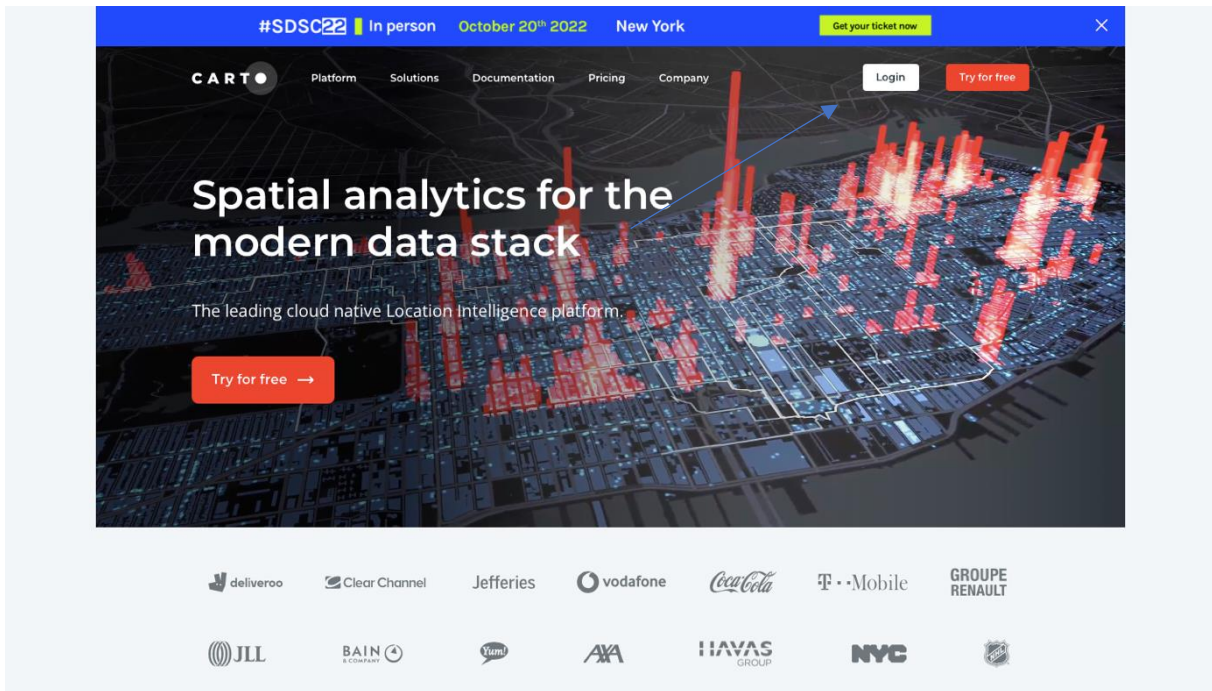 #SDSC22 In person October 20th 2022 New York Get your ticket now
CARTO Platform Solutions Documentation Pricing Company Login Try for free
Spatial analytics for the
modern data stack
The leading cloud native Location Intelligence platform.
Try for free →
deliveroo Clear Channel Jefferies vodafone Coca-Cola T··Mobile GROUPE
RENAULT
JLL BAIN & COMPANY Yum! AXA HAVAS
GROUP NYC NHL